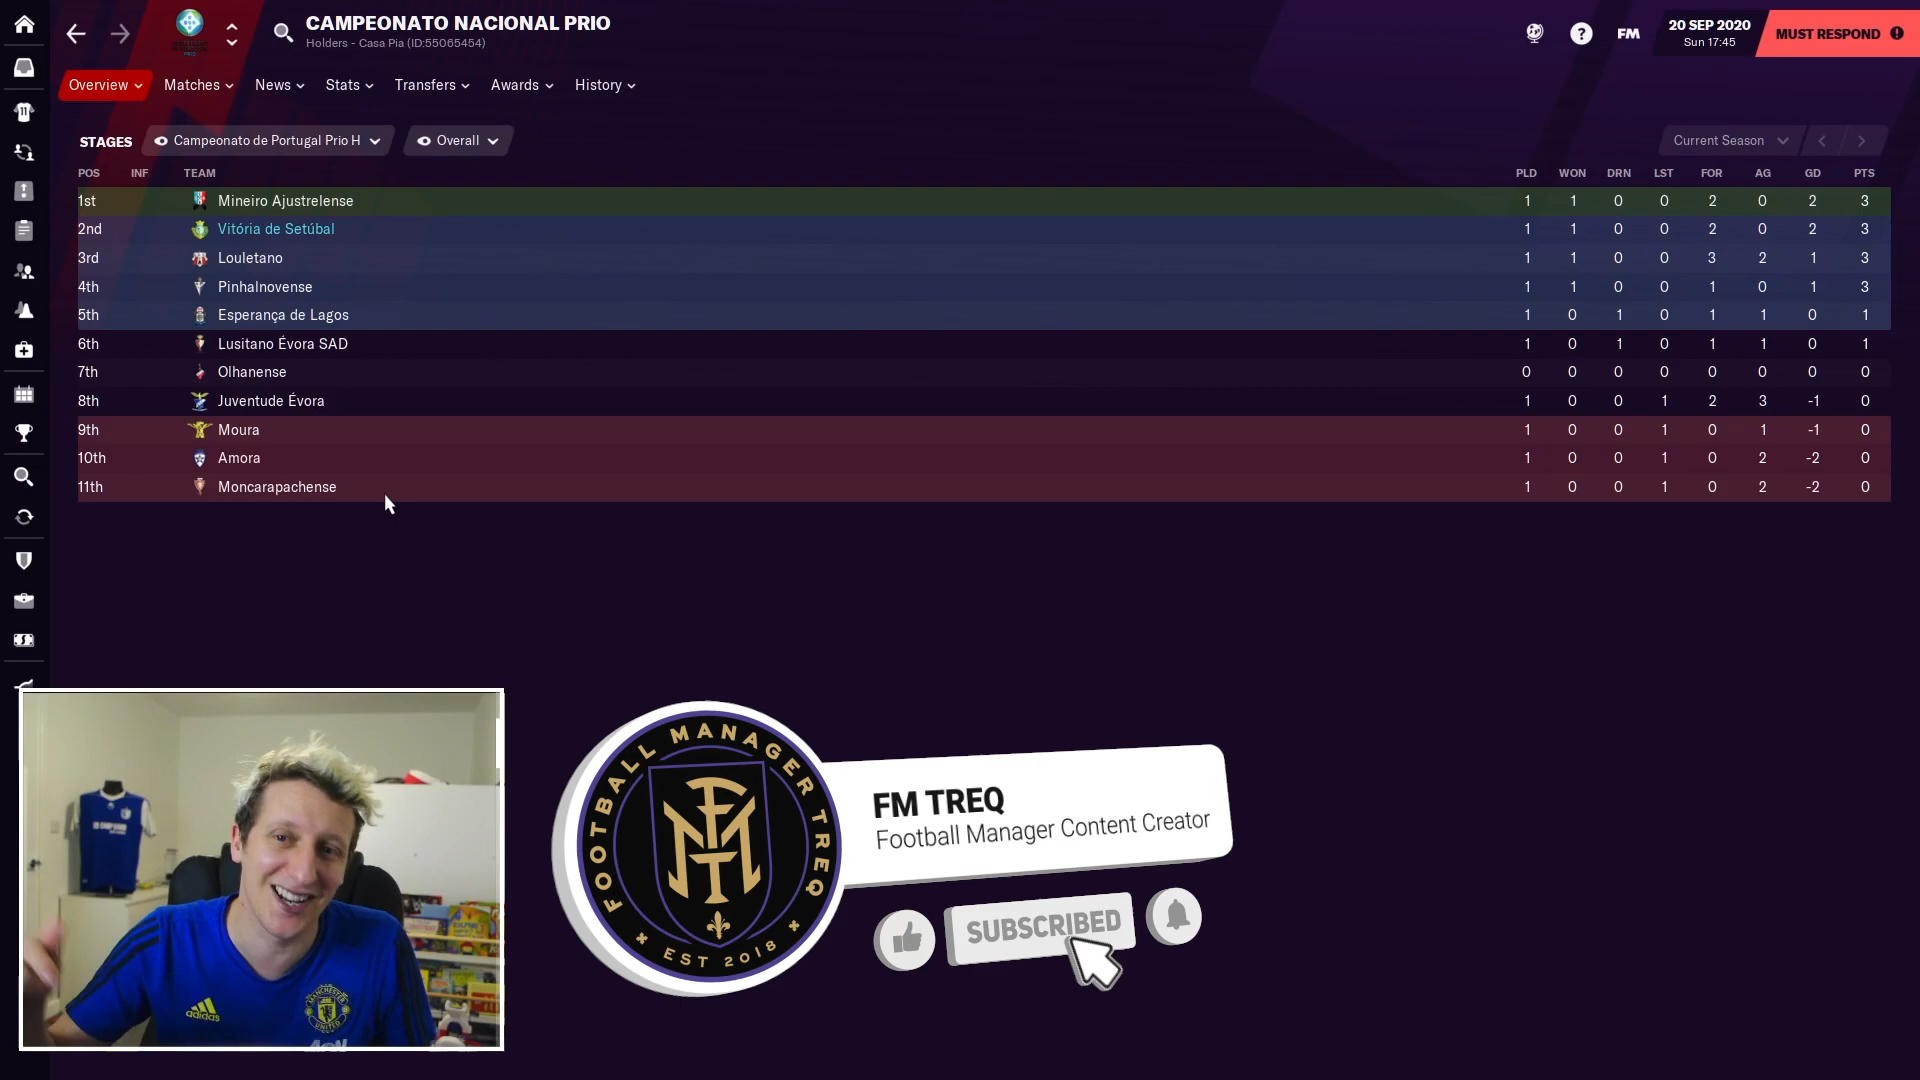 CAMPEONATO NACIONAL PRIO
Holders - Casa Pia (ID:55065454)
FM
20 SEP 2020
Sun 17:45
MUST RESPOND
Overview Matches News Stats Transfers Awards History
STAGES Campeonato de Portugal Prio H Overall Current Season
POS INF TEAM PLD WON DRN LST FOR AG GD PTS
1st Mineiro Ajustrelense 1 1 0 0 2 0 2 3
2nd Vitória de Setúbal 1 1 0 0 2 0 2 3
3rd Louletano 1 1 0 0 3 2 1 3
4th Pinhalnovense 1 1 0 0 1 0 1 3
5th Esperança de Lagos 1 0 1 0 1 1 0 1
6th Lusitano Évora SAD 1 0 1 0 1 1 0 1
7th Olhanense 0 0 0 0 0 0 0 0
8th Juventude Évora 1 0 0 1 2 3 -1 0
9th Moura 1 0 0 1 0 1 -1 0
10th Amora 1 0 0 1 0 2 -2 0
11th Moncarapachense 1 0 0 1 0 2 -2 0
FOOTBALL MANAGER TREQ
EST 2018
FM TREQ
Football Manager Content Creator
SUBSCRIBED
adidas
MANCHESTER
UNITED